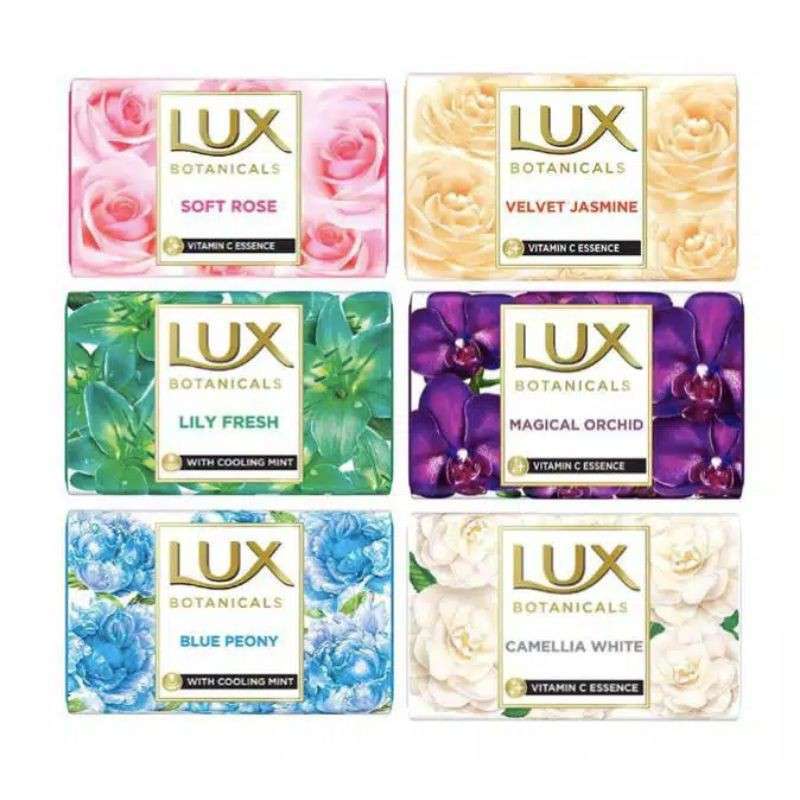 LUX
BOTANICALS
SOFT ROSE
VITAMIN C ESSENCE
LUX
BOTANICALS
VELVET JASMINE
VITAMIN C ESSENCE
LUX
BOTANICALS
LILY FRESH
WITH COOLING MINT
LUX
BOTANICALS
MAGICAL ORCHID
VITAMIN C ESSENCE
LUX
BOTANICALS
BLUE PEONY
WITH COOLING MINT
LUX
BOTANICALS
CAMELLIA WHITE
VITAMIN C ESSENCE